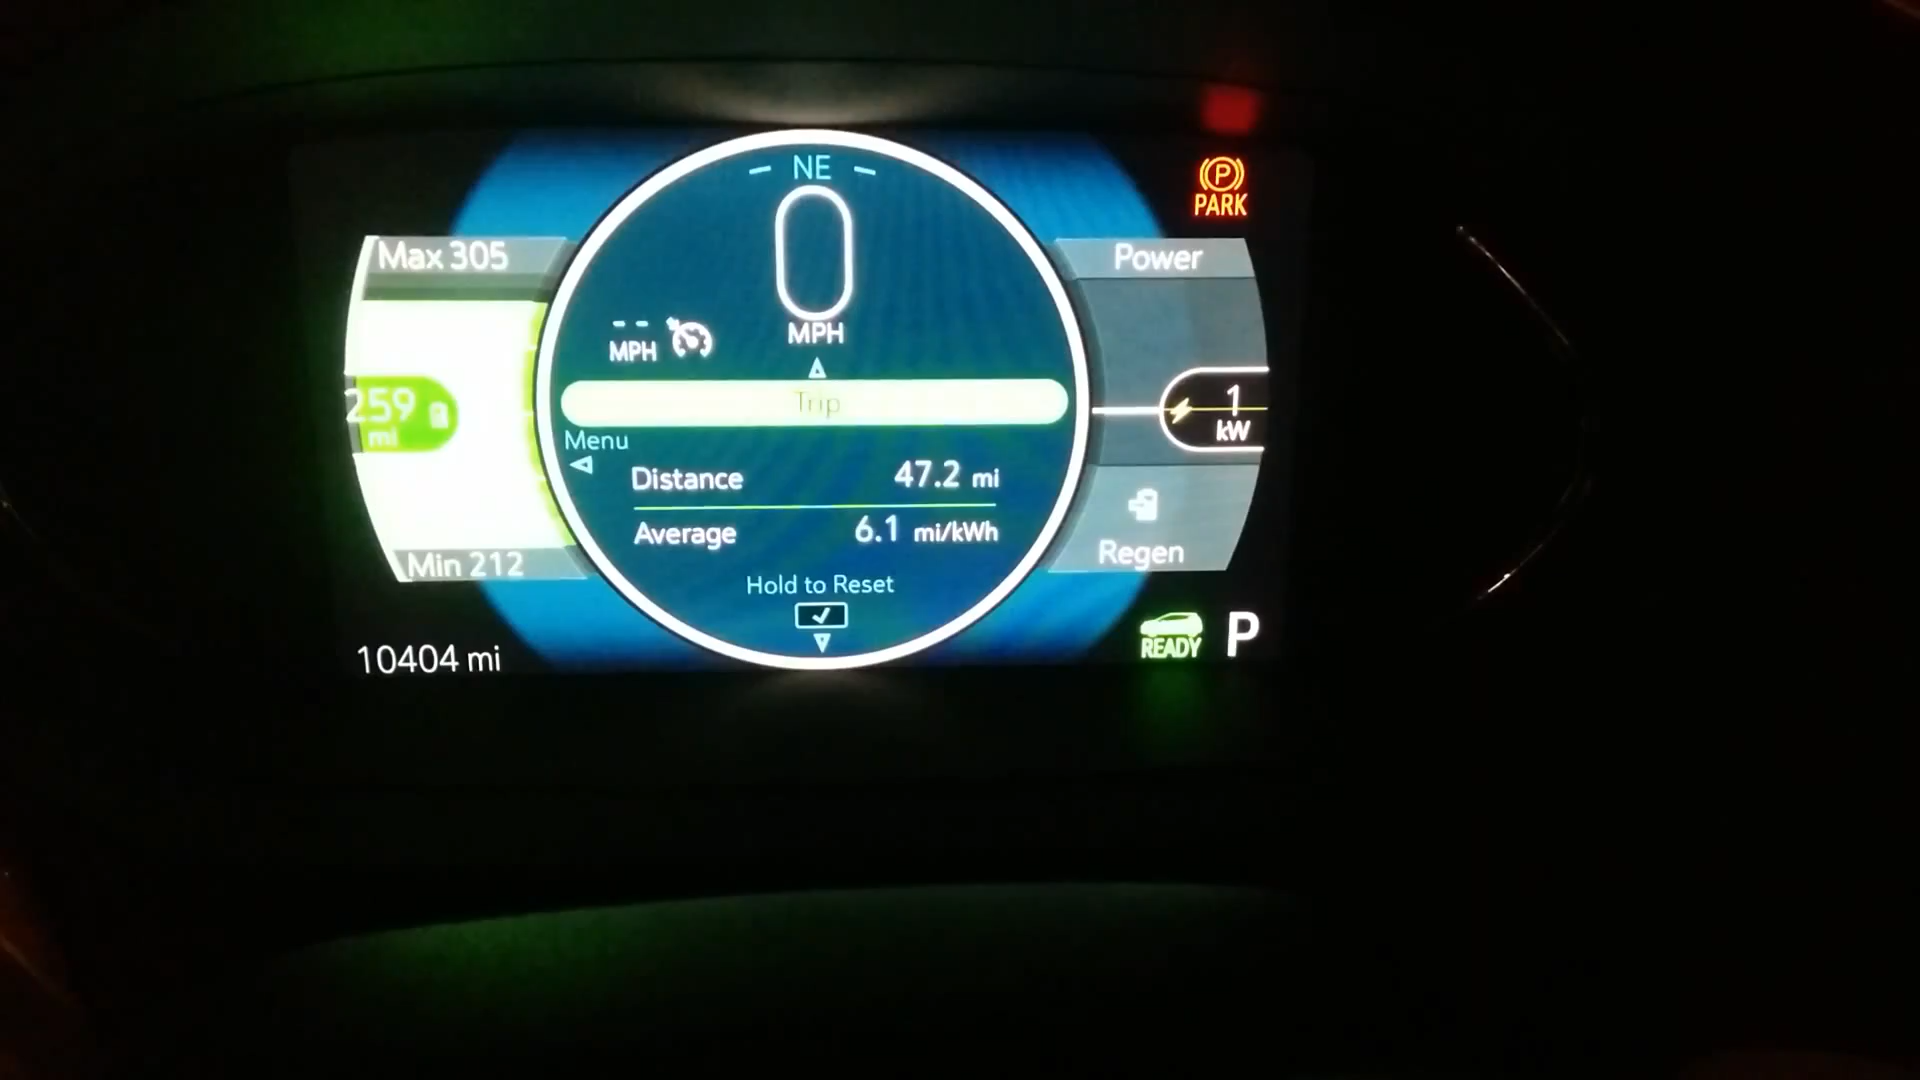 NE
P
PARK
Max 305
0
MPH
-- MPH
Power
Trip
259
mi
1
kW
Menu
Distance 47.2 mi
Average 6.1 mi/kWh
Min 212
Regen
Hold to Reset
READY
P
10404 mi